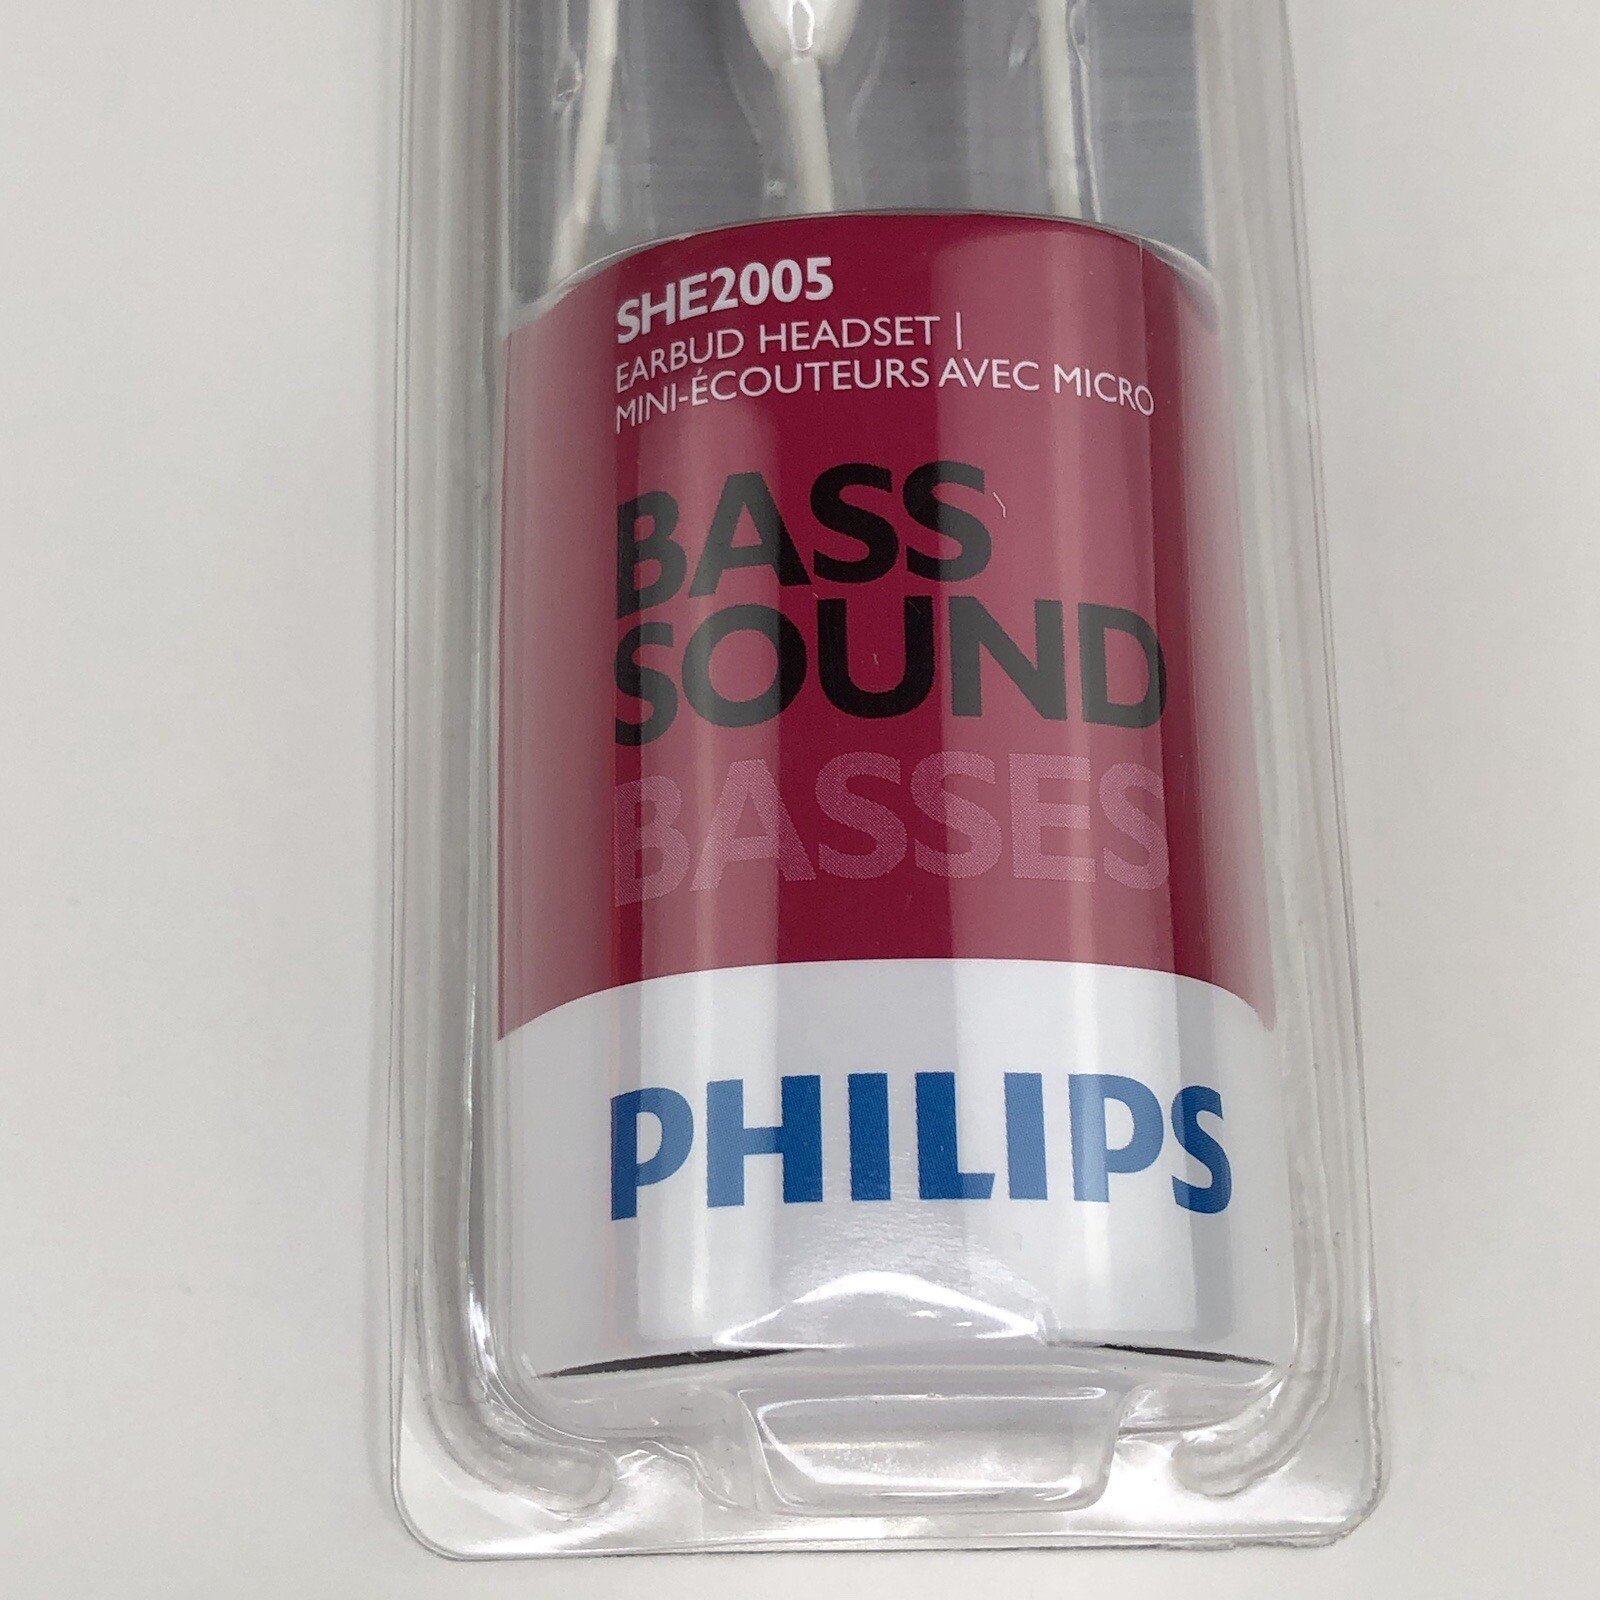 SHE2005
EARBUD HEADSET |
MINI-ÉCOUTEURS AVEC MICRO
BASS
SOUND
BASSES
PHILIPS